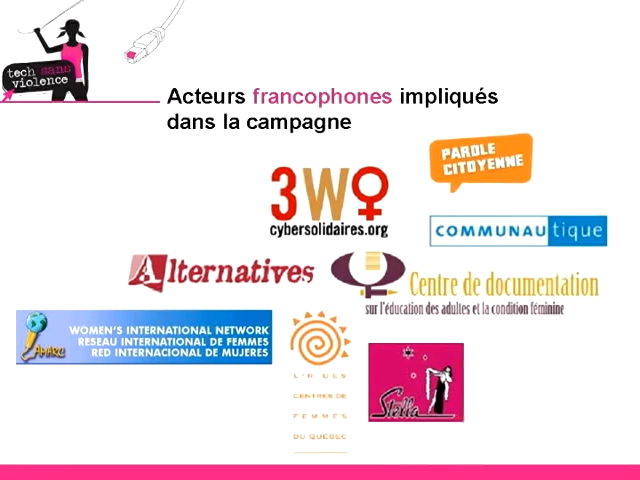 tech sans
violence
Acteurs francophones impliqués
dans la campagne
PAROLE
CITOYENNE
3W
cybersolidaires.org
COMMUNAUtique
Alternatives
Centre de documentation
sur l'éducation des adultes et la condition féminine
AMARC
WOMEN'S INTERNATIONAL NETWORK
RESEAU INTERNATIONAL DE FEMMES
RED INTERNACIONAL DE MUJERES
L'R DES
CENTRES DE
FEMMES
DU QUÉBEC
Stella